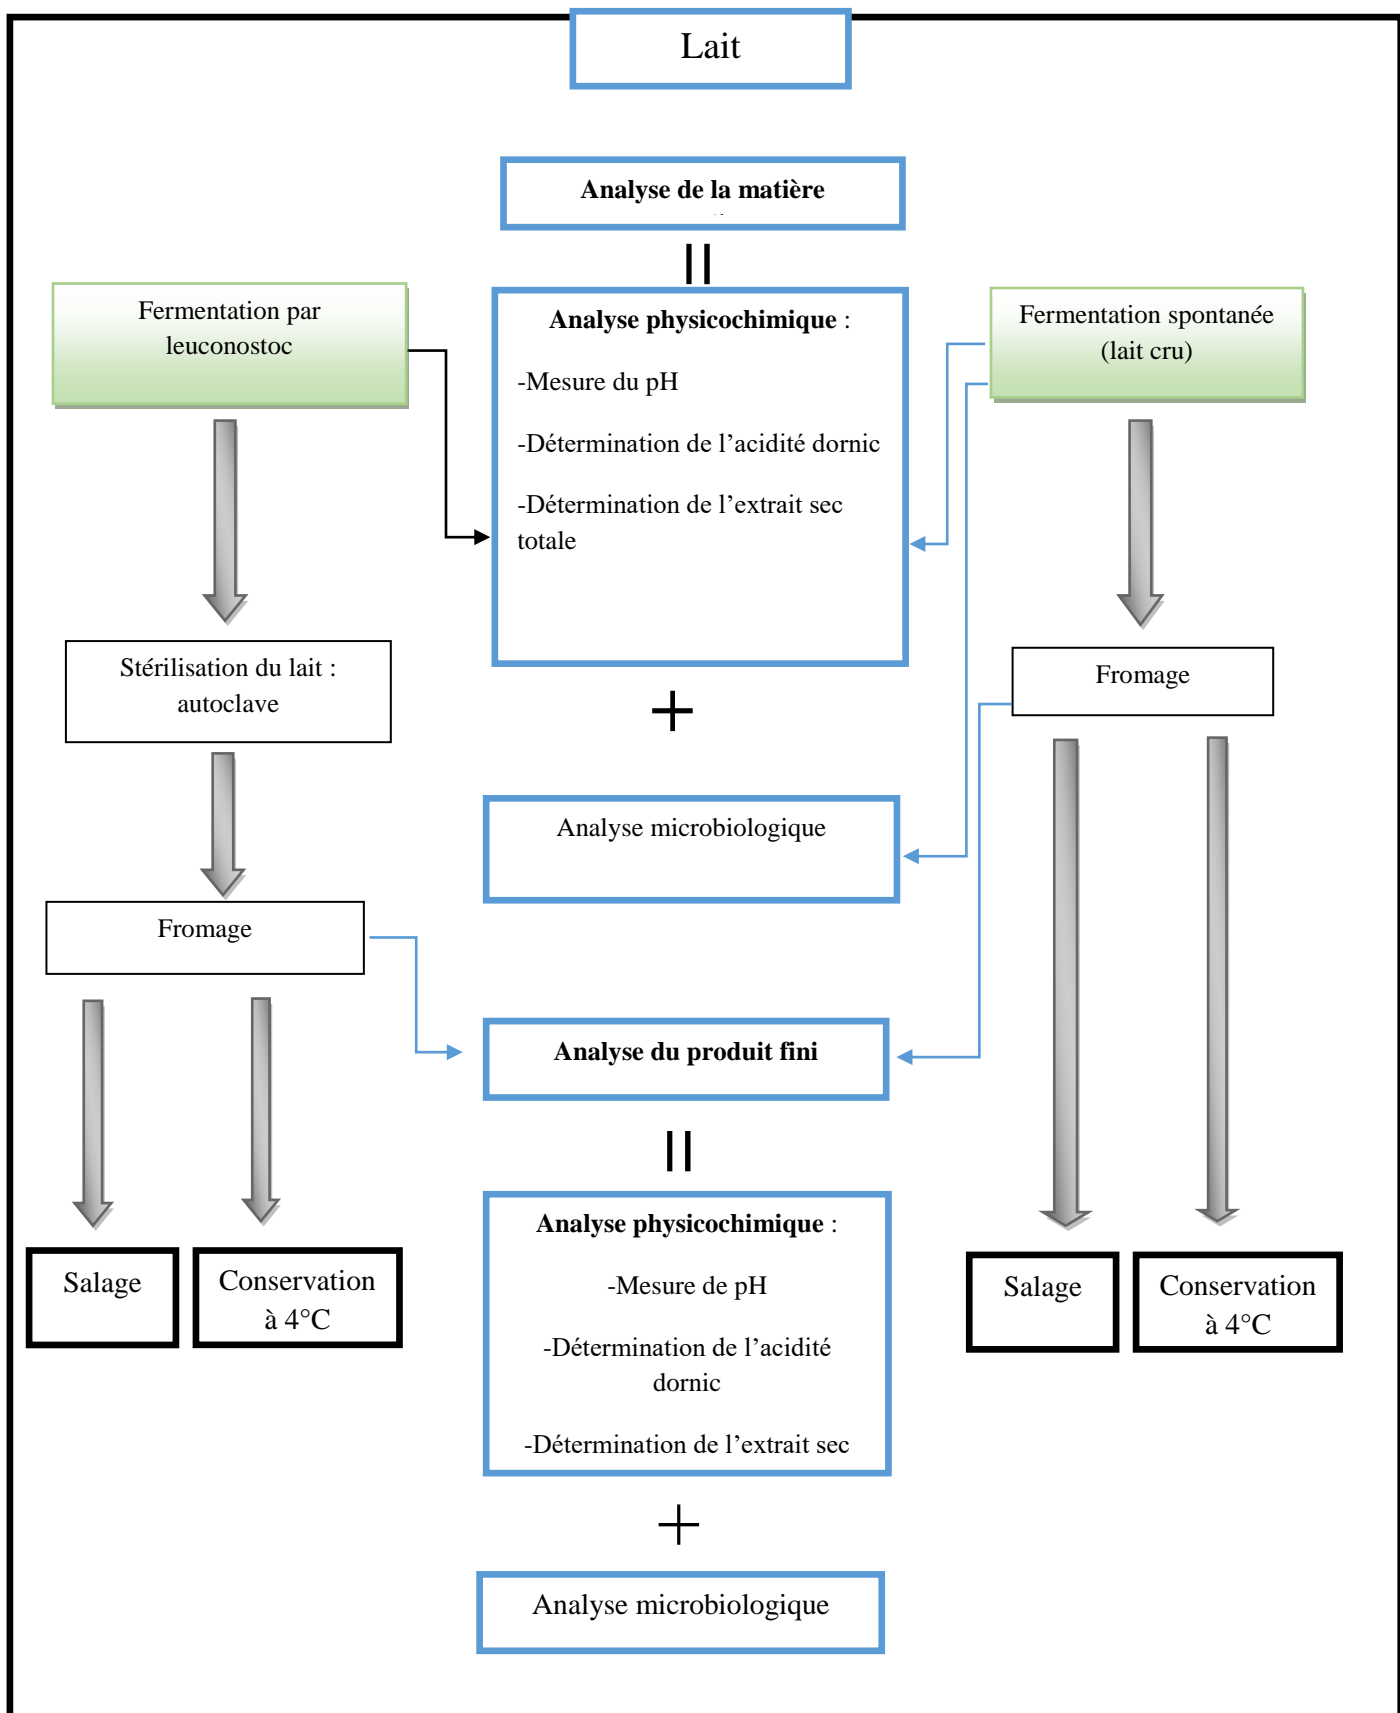 Lait
Analyse de la matière
Fermentation par
leuconostoc
Analyse physicochimique :
-Mesure du pH
-Détermination de l’acidité dornic
-Détermination de l’extrait sec
totale
Fermentation spontanée
(lait cru)
Stérilisation du lait :
autoclave
Fromage
Analyse microbiologique
Fromage
Analyse du produit fini
Analyse physicochimique :
-Mesure de pH
-Détermination de l’acidité
dornic
-Détermination de l’extrait sec
Salage
Conservation
à 4°C
Salage
Conservation
à 4°C
Analyse microbiologique